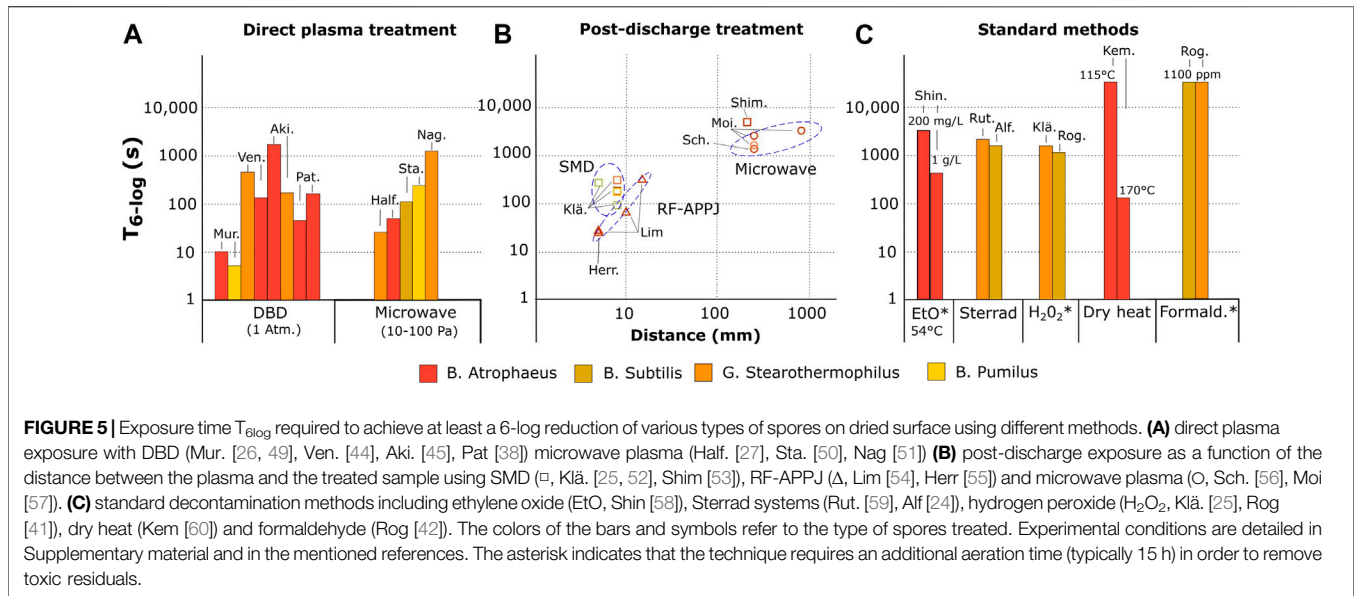 A Direct plasma treatment
B Post-discharge treatment
C Standard methods
T6-log (s)
10,000
1000
100
10
1
Mur.
Ven.
Aki.
Pat.
Half.
Sta.
Nag.
DBD
(1 Atm.)
Microwave
(10-100 Pa)
10,000
1000
100
10
1
Shim.
Moi.
Sch.
Microwave
SMD
Klä.
RF-APPJ
Lim
Herr.
10
100
1000
Distance (mm)
10,000
1000
100
10
1
Shin.
200 mg/L
1 g/L
Rut.
Alf.
Klä.
Rog.
Kem.
115°C
170°C
Rog.
1100 ppm
EtO*
54°C
Sterrad
H202*
Dry heat
Formald.*
B. Atrophaeus
B. Subtilis
G. Stearothermophilus
B. Pumilus
FIGURE 5 | Exposure time T6log required to achieve at least a 6-log reduction of various types of spores on dried surface using different methods. (A) direct plasma
exposure with DBD (Mur. [26, 49], Ven. [44], Aki. [45], Pat [38]) microwave plasma (Half. [27], Sta. [50], Nag [51]) (B) post-discharge exposure as a function of the
distance between the plasma and the treated sample using SMD (□, Klä. [25, 52], Shim [53]), RF-APPJ (Δ, Lim [54], Herr [55]) and microwave plasma (O, Sch. [56], Moi
[57]). (C) standard decontamination methods including ethylene oxide (EtO, Shin [58]), Sterrad systems (Rut. [59], Alf [24]), hydrogen peroxide (H2O2, Klä. [25], Rog
[41]), dry heat (Kem [60]) and formaldehyde (Rog [42]). The colors of the bars and symbols refer to the type of spores treated. Experimental conditions are detailed in
Supplementary material and in the mentioned references. The asterisk indicates that the technique requires an additional aeration time (typically 15 h) in order to remove
toxic residuals.